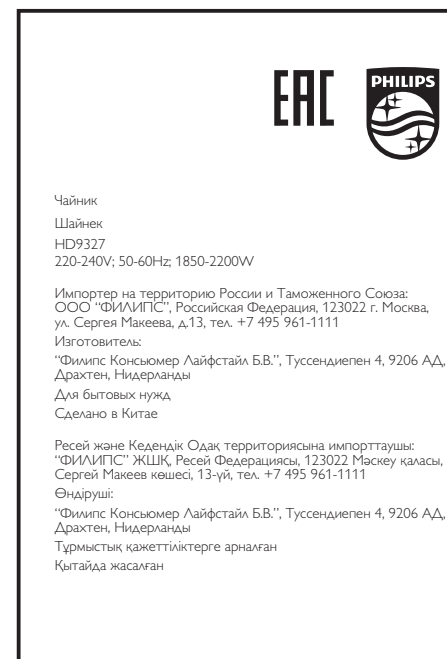 EAC
PHILIPS
Чайник
Шайнек
HD9327
220-240V; 50-60Hz; 1850-2200W
Импортер на территорию России и Таможенного Союза:
ООО “ФИЛИПС”, Российская Федерация, 123022 г. Москва,
ул. Сергея Макеева, д.13, тел. +7 495 961-1111
Изготовитель:
“Филипс Консьюмер Лайфстайл Б.В.”, Туссендиепен 4, 9206 АД,
Драхтен, Нидерланды
Для бытовых нужд
Сделано в Китае
Ресей және Кедендік Одақ территориясына импорттаушы:
“ФИЛИПС” ЖШҚ, Ресей Федерациясы, 123022 Мәскеу қаласы,
Сергей Макеев көшесі, 13-үй, тел. +7 495 961-1111
Өндіруші:
“Филипс Консьюмер Лайфстайл Б.В.”, Туссендиепен 4, 9206 АД,
Драхтен, Нидерланды
Тұрмыстық қажеттіліктерге арналған
Қытайда жасалған